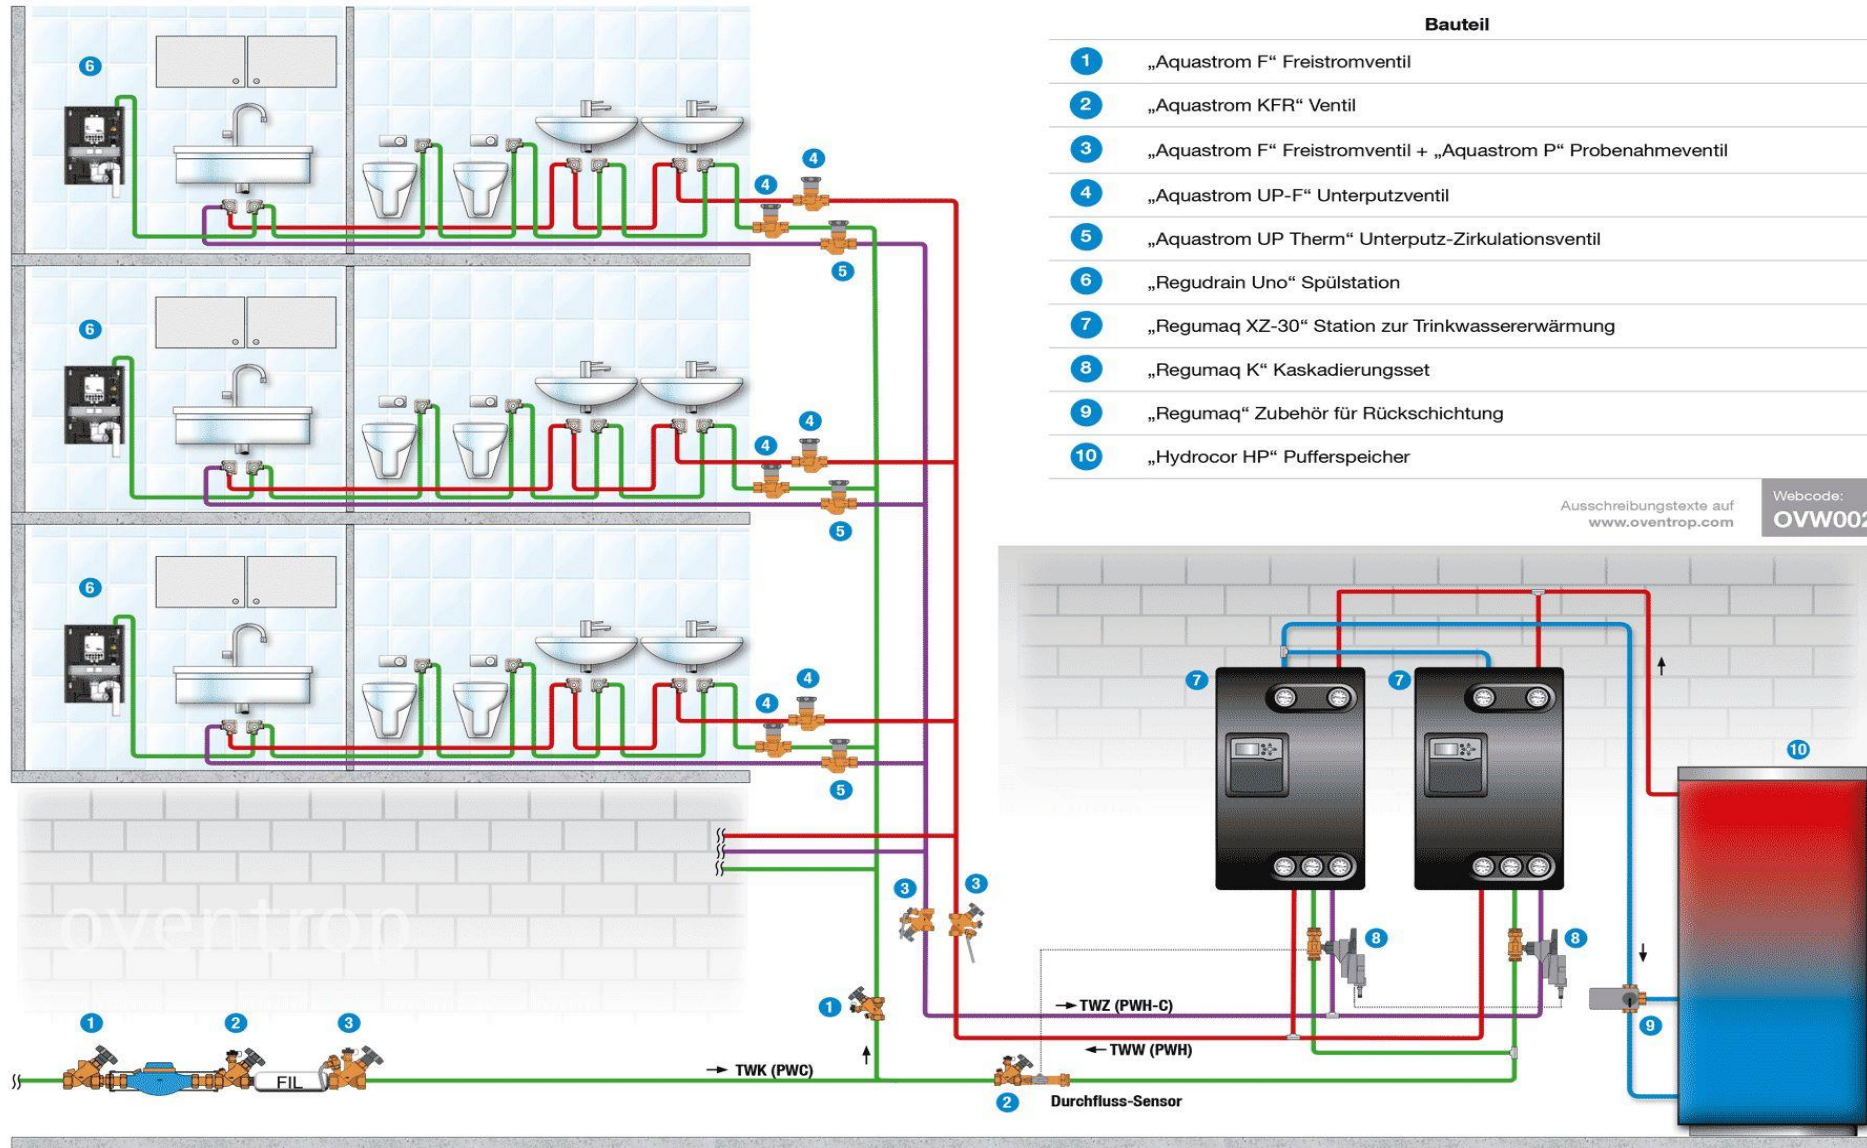 Bauteil
1 „Aquastrom F“ Freistromventil
2 „Aquastrom KFR“ Ventil
3 „Aquastrom F“ Freistromventil + „Aquastrom P“ Probenahmeventil
4 „Aquastrom UP-F“ Unterputzventil
5 „Aquastrom UP Therm“ Unterputz-Zirkulationsventil
6 „Regudrain Uno“ Spülstation
7 „Regumaq XZ-30“ Station zur Trinkwassererwärmung
8 „Regumaq K“ Kaskadierungsset
9 „Regumaq“ Zubehör für Rückschichtung
10 „Hydrocor HP“ Pufferspeicher
Ausschreibungstexte auf
www.oventrop.com
Webcode:
OVW002
6
4
4
5
6
4
4
5
6
4
4
5
7
7
10
3
3
8
8
oventrop
1
TWZ (PWH-C)
9
1
2
3
TWW (PWH)
TWK (PWC)
FIL
2
Durchfluss-Sensor